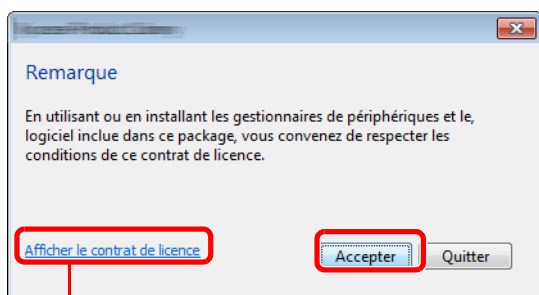 Remarque
En utilisant ou en installant les gestionnaires de périphériques et le,
logiciel inclue dans ce package, vous convenez de respecter les
conditions de ce contrat de licence.
Afficher le contrat de licence
Accepter
Quitter